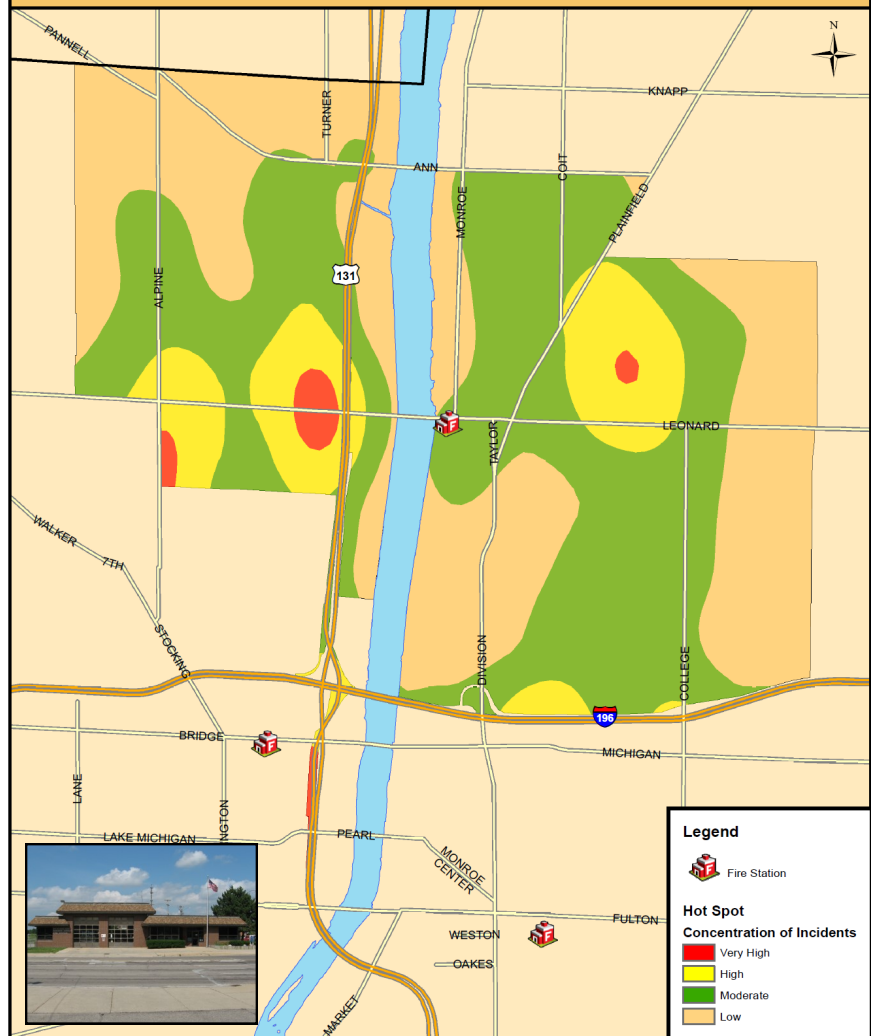 N
PANNELL
TURNER
KNAPP
ANN
COIT
MONROE
PLAINFIELD
ALPINE
131
LEONARD
TAYLOR
WALKER
7TH
STOCKING
DIVISION
COLLEGE
196
BRIDGE
MICHIGAN
LANE
INGTON
LAKE MICHIGAN
PEARL
MONROE
CENTER
FULTON
WESTON
OAKES
MARKET
Legend
F Fire Station
Hot Spot
Concentration of Incidents
Very High
High
Moderate
Low